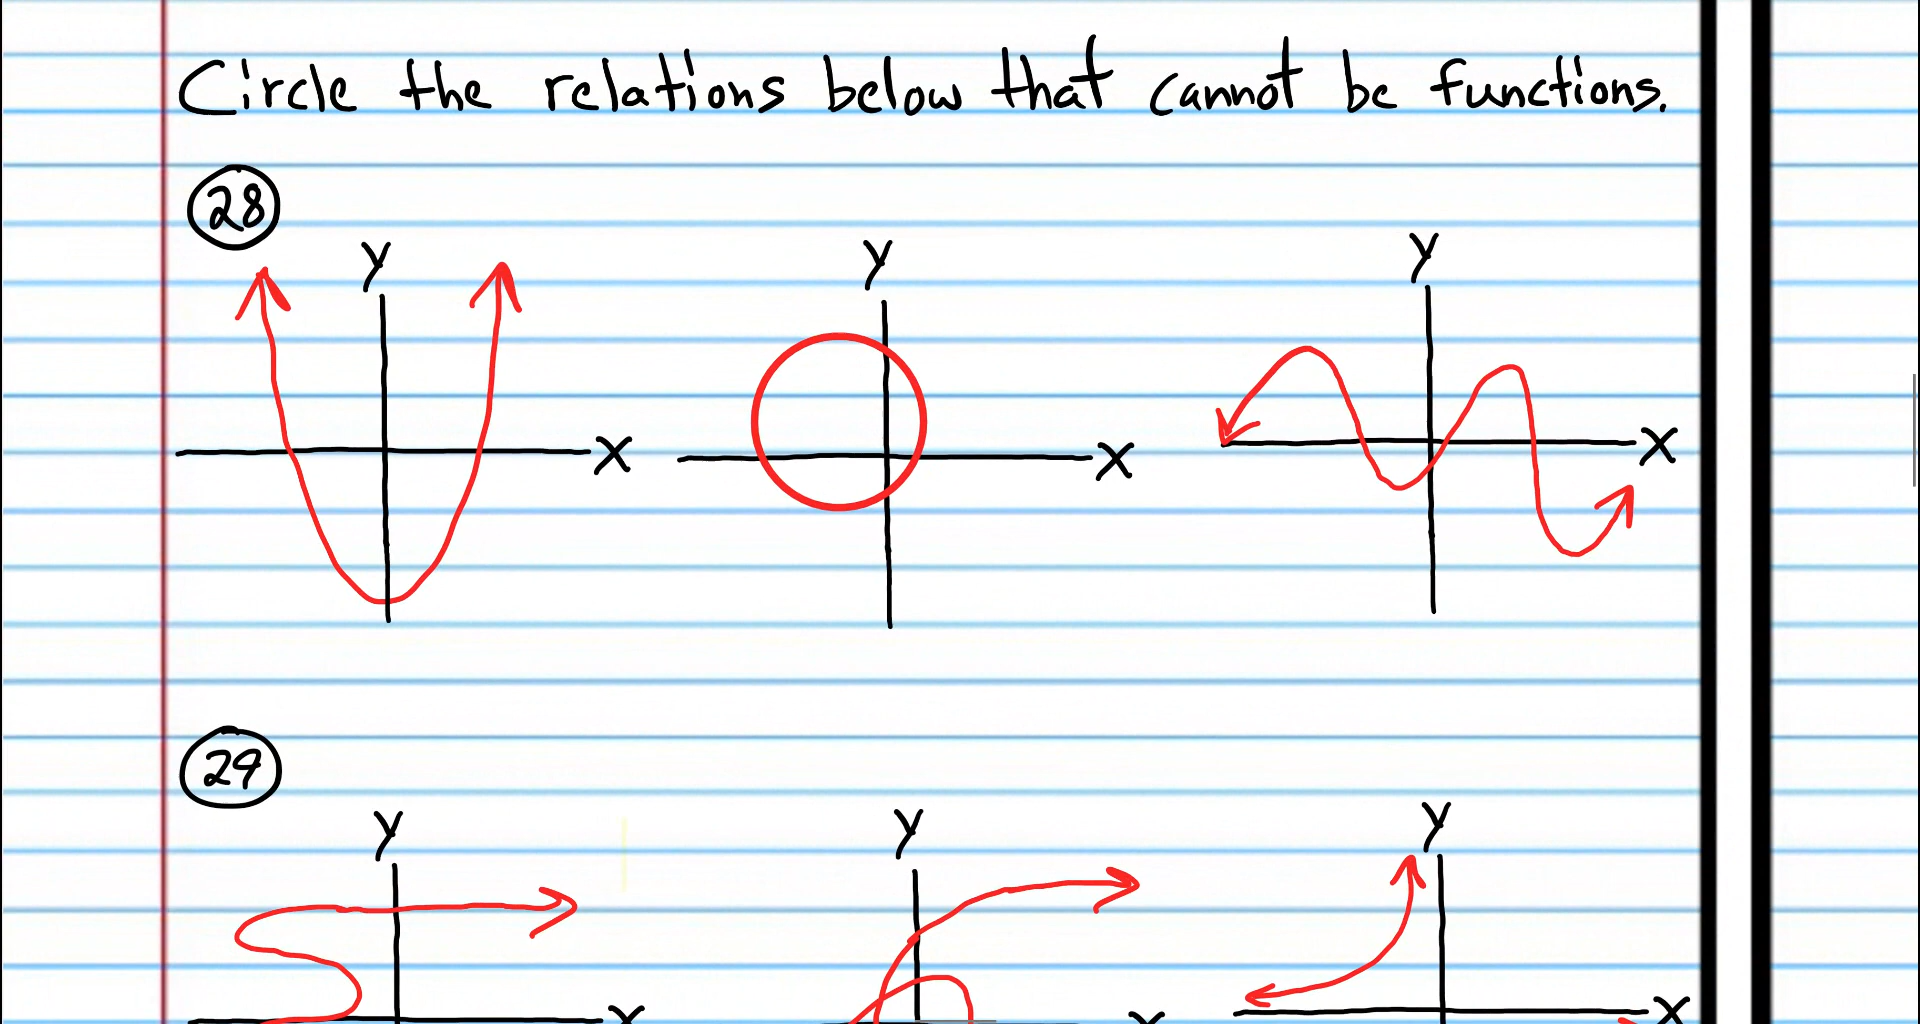 Circle the relations below that cannot be functions.
28
y y y
x x x
29
y y y
x x x